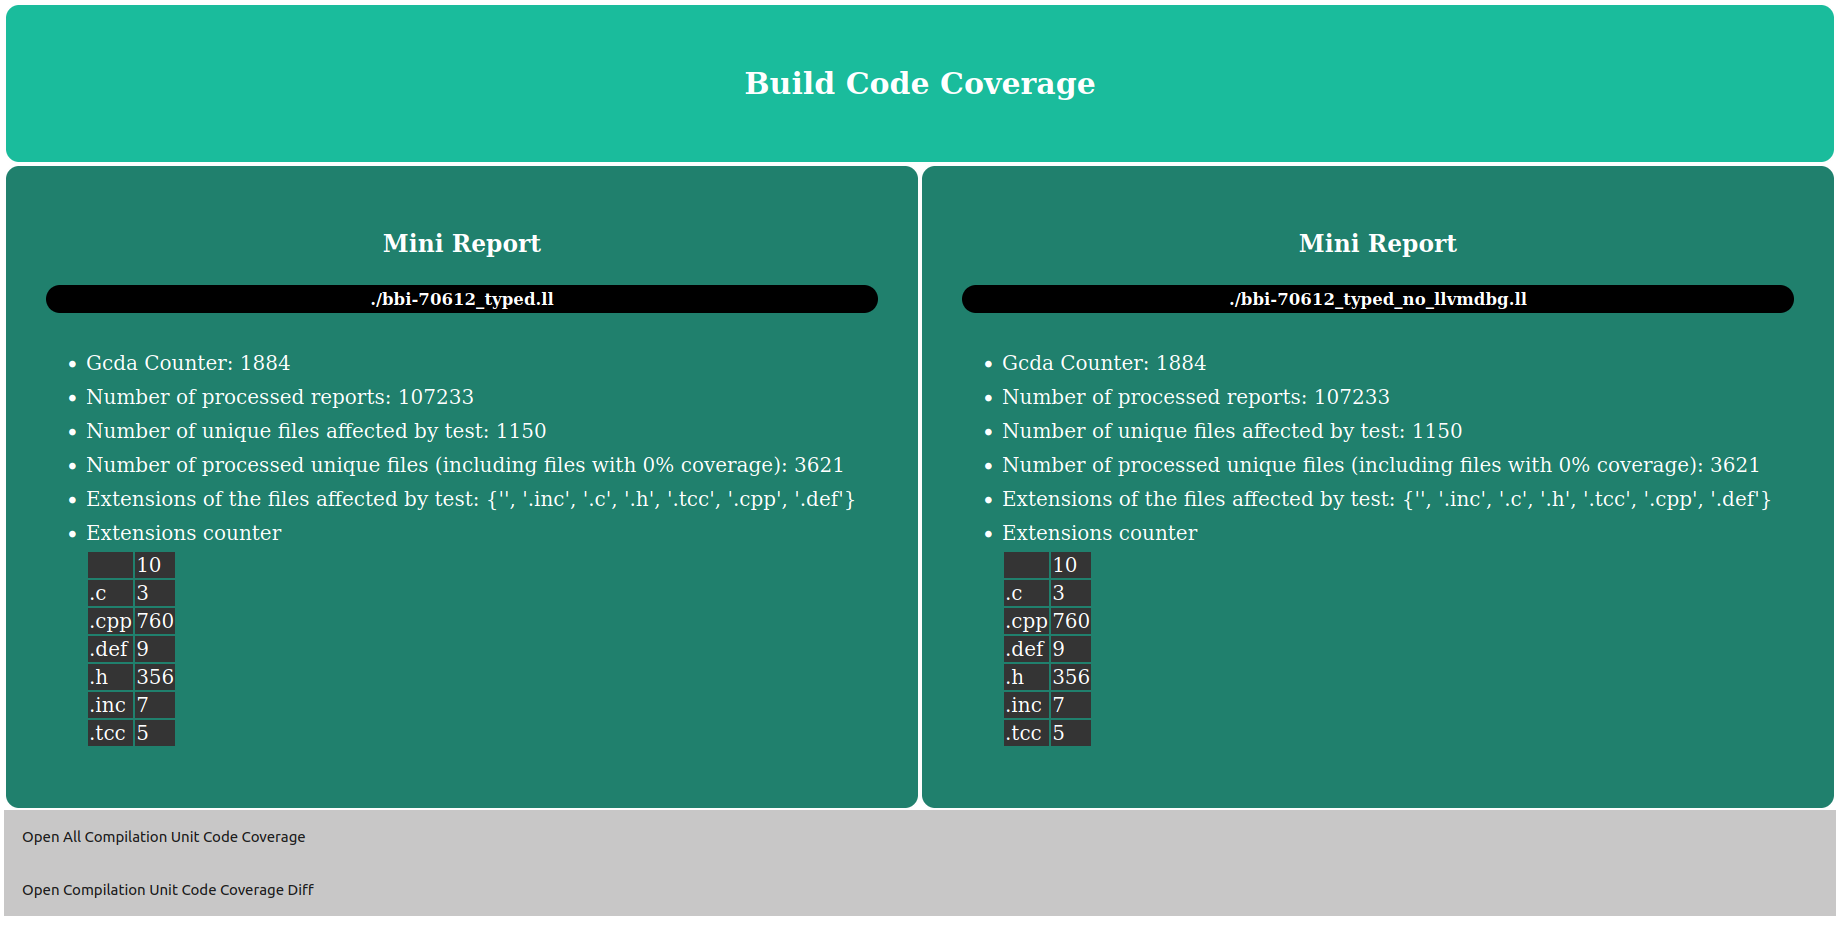 Build Code Coverage
Mini Report
./bbi-70612_typed.ll
Gcda Counter: 1884
Number of processed reports: 107233
Number of unique files affected by test: 1150
Number of processed unique files (including files with 0% coverage): 3621
Extensions of the files affected by test: {'', '.inc', '.c', '.h', '.tcc', '.cpp', '.def'}
Extensions counter
10
.c 3
.cpp 760
.def 9
.h 356
.inc 7
.tcc 5
Mini Report
./bbi-70612_typed_no_llvmdbg.ll
Gcda Counter: 1884
Number of processed reports: 107233
Number of unique files affected by test: 1150
Number of processed unique files (including files with 0% coverage): 3621
Extensions of the files affected by test: {'', '.inc', '.c', '.h', '.tcc', '.cpp', '.def'}
Extensions counter
10
.c 3
.cpp 760
.def 9
.h 356
.inc 7
.tcc 5
Open All Compilation Unit Code Coverage
Open Compilation Unit Code Coverage Diff